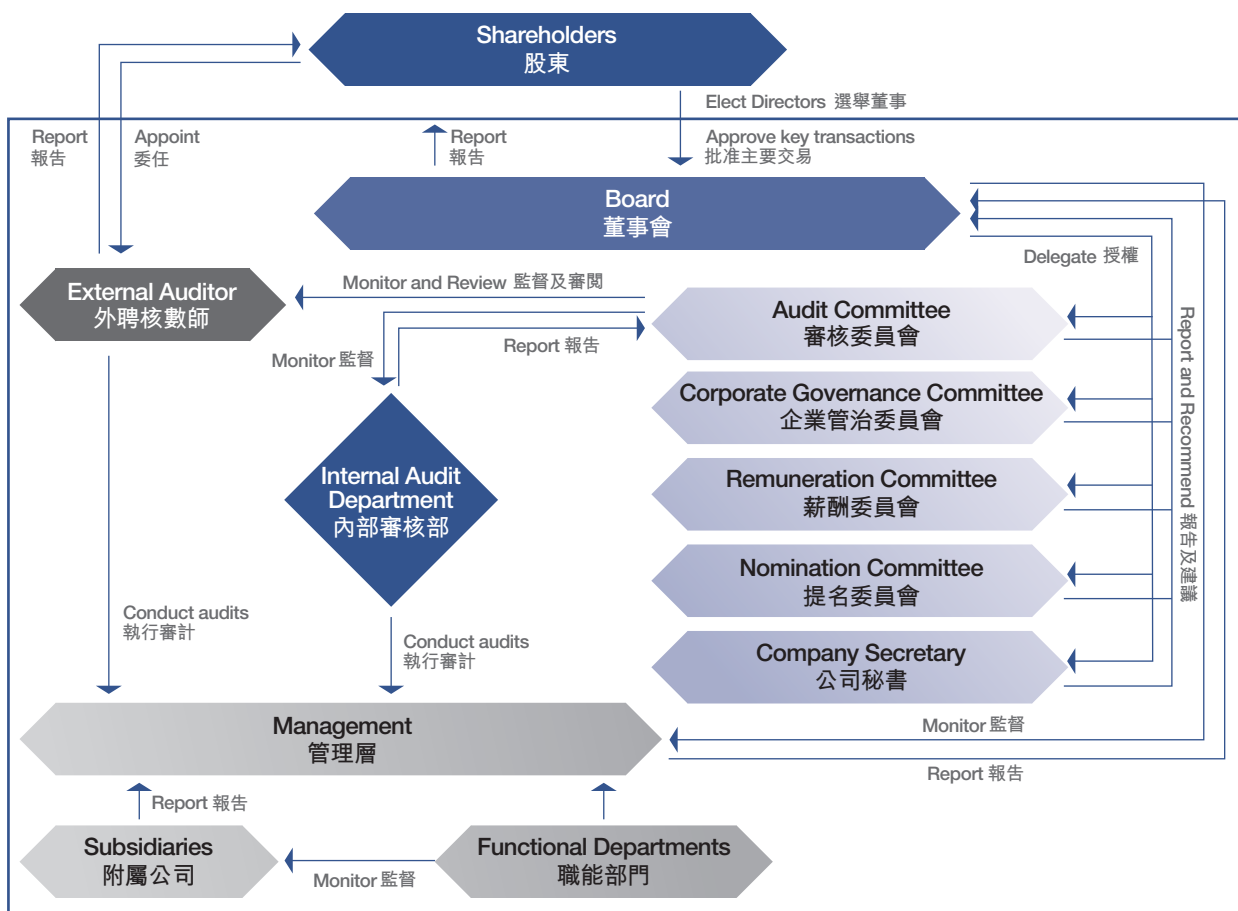 Shareholders
股東
Elect Directors 選舉董事
Report
報告
Appoint
委任
Report
報告
Approve key transactions
批准主要交易
Board
董事會
Delegate 授權
External Auditor
外聘核數師
Monitor and Review 監督及審閱
Audit Committee
審核委員會
Monitor 監督
Report 報告
Report and Recommend 報告及建議
Corporate Governance Committee
企業管治委員會
Internal Audit
Department
內部審核部
Remuneration Committee
薪酬委員會
Nomination Committee
提名委員會
Conduct audits
執行審計
Conduct audits
執行審計
Company Secretary
公司秘書
Management
管理層
Monitor 監督
Report 報告
Report 報告
Subsidiaries
附屬公司
Monitor 監督
Functional Departments
職能部門